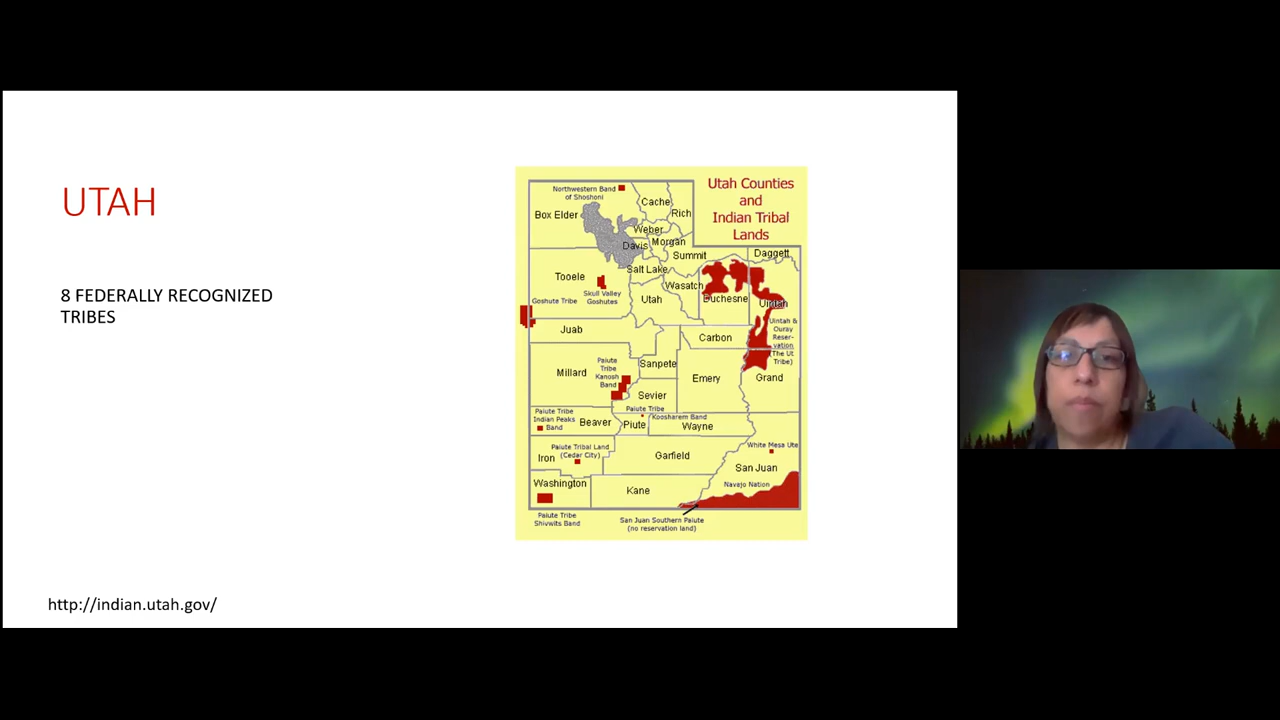 UTAH
8 FEDERALLY RECOGNIZED
TRIBES
http://indian.utah.gov/
Utah Counties
and
Indian Tribal
Lands
Northwestern Band
of Shoshoni
Cache
Rich
Box Elder
Weber
Morgan
Davis
Summit
Daggett
Salt Lake
Tooele
Wasatch
Duchesne
Uintah
Skull Valley
Goshutes
Goshute Tribe
Utah
Uintah &
Ouray
Reser-
vation
(The Ut
Tribe)
Juab
Carbon
Sanpete
Paiute
Tribe
Kanosh
Band
Millard
Emery
Grand
Sevier
Paiute Tribe
Koosharem Band
Paiute Tribe
Indian Peaks
Band
Beaver
Piute
Wayne
Paiute Tribal Land
(Cedar City)
Iron
Garfield
White Mesa Ute
San Juan
Washington
Kane
Navajo Nation
Paiute Tribe
Shivwits Band
San Juan Southern Paiute
(no reservation land)